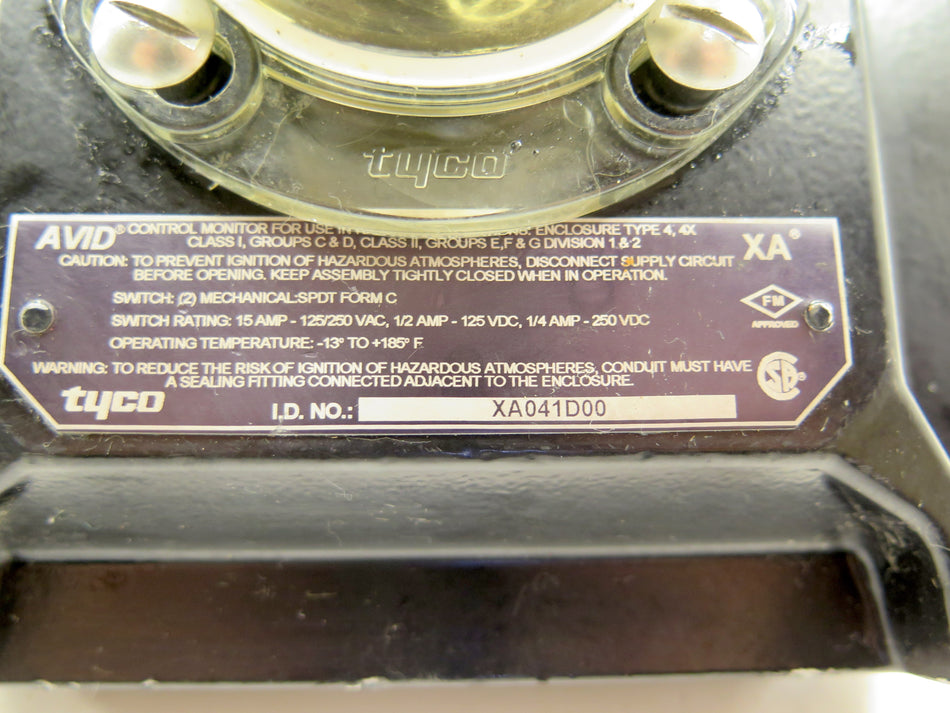 tyco
AVID® CONTROL MONITOR FOR USE IN ENCLOSURE TYPE 4, 4X
CLASS I, GROUPS C & D, CLASS II, GROUPS E,F & G DIVISION 1 & 2
XA®
CAUTION: TO PREVENT IGNITION OF HAZARDOUS ATMOSPHERES, DISCONNECT SUPPLY CIRCUIT
BEFORE OPENING. KEEP ASSEMBLY TIGHTLY CLOSED WHEN IN OPERATION.
SWITCH: (2) MECHANICAL:SPDT FORM C
FM
APPROVED
SWITCH RATING: 15 AMP - 125/250 VAC, 1/2 AMP - 125 VDC, 1/4 AMP - 250 VDC
OPERATING TEMPERATURE: -13° TO +185° F
WARNING: TO REDUCE THE RISK OF IGNITION OF HAZARDOUS ATMOSPHERES, CONDUIT MUST HAVE
A SEALING FITTING CONNECTED ADJACENT TO THE ENCLOSURE.
SA®
tyco
I.D. NO.: XA041D00